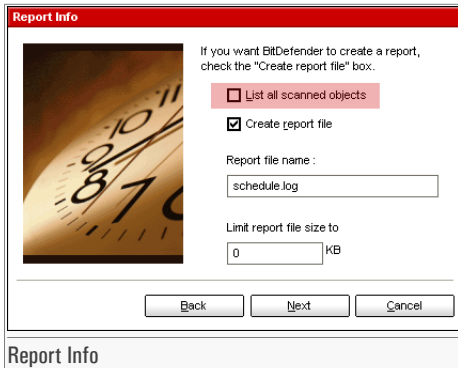 Report Info
If you want BitDefender to create a report,
check the "Create report file" box.
List all scanned objects
Create report file
Report file name :
schedule.log
Limit report file size to
0 KB
Back Next Cancel
Report Info